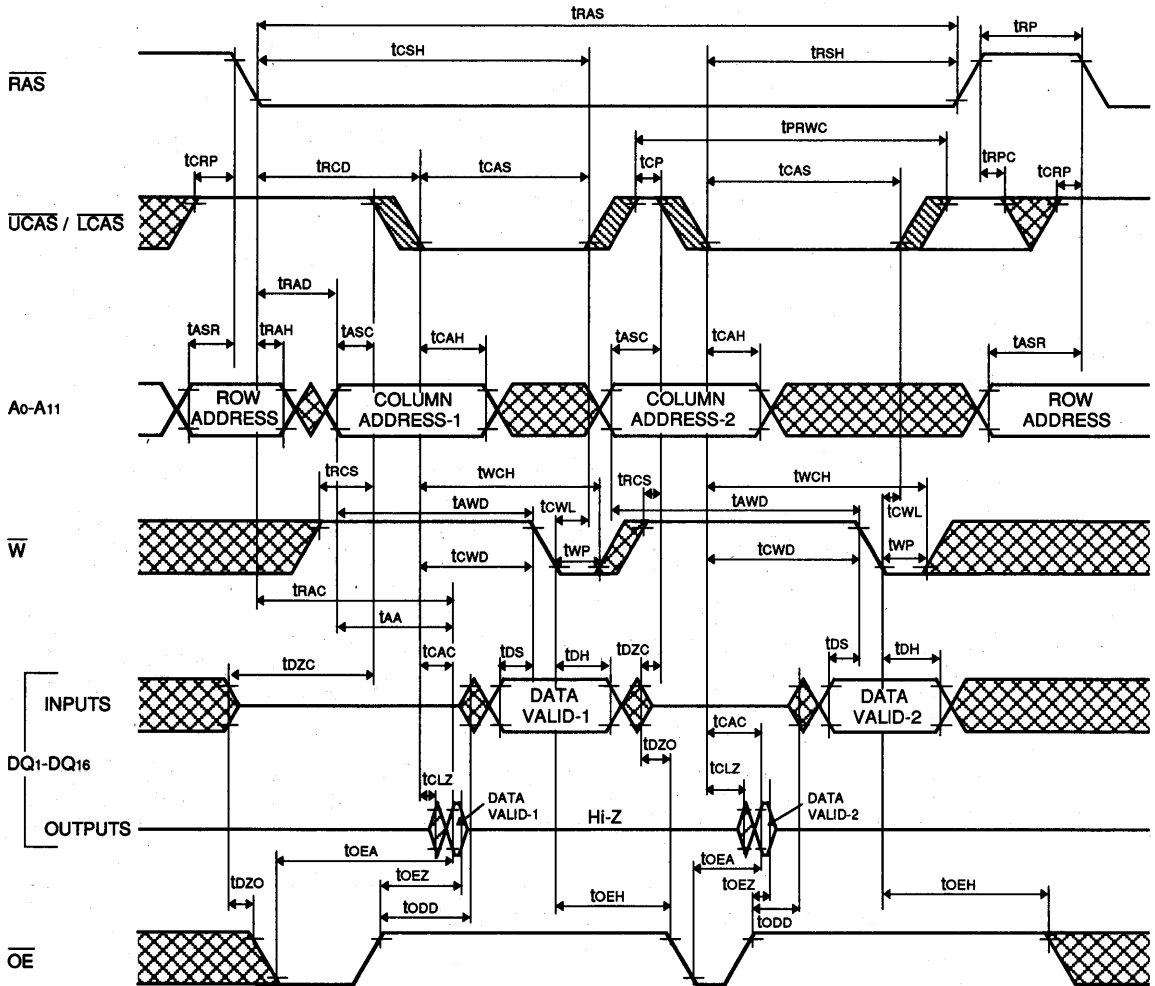 tRAS
tRP
tCSH
tRSH
RAS
tPRWC
tCRP
tRCD
tCAS
tCP
tCAS
tRPC
tCRP
UCAS / LCAS
tRAD
tASR
tRAH
tASC
tCAH
tASC
tCAH
tASR
A0-A11
ROW ADDRESS
COLUMN ADDRESS-1
COLUMN ADDRESS-2
ROW ADDRESS
tRCS
tWCH
tRCS
tWCH
tAWD
tCWL
tAWD
tCWL
W
tCWD
tWP
tCWD
tWP
tRAC
tAA
tDZC
tCAC
tDS
tDH
tDZC
tDS
tDH
INPUTS
DATA VALID-1
DATA VALID-2
tCAC
tDZO
DQ1-DQ16
tCLZ
tCLZ
DATA VALID-1
DATA VALID-2
OUTPUTS
Hi-Z
tOEA
tOEA
tDZO
tOEZ
tOEH
tOEZ
tOEH
tODD
tODD
OE